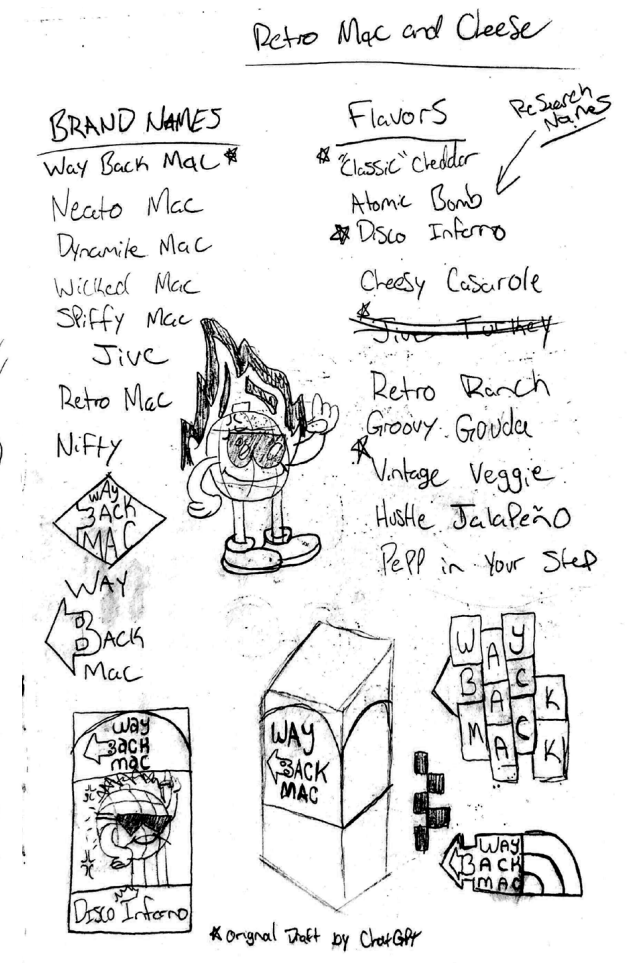 Retro Mac and Cheese
BRAND NAMES
Way Back Mac
Neato Mac
Dynamite Mac
Wicked Mac
Spiffy Mac
Jive
Retro Mac
Nifty
Flavors
Research
Names
"Classic" Cheddar
Atomic Bomb
Disco Inferno
Cheesy Casarole
Jive Turkey
Retro Ranch
Groovy Gouda
Vintage Veggie
Hustle Jalapeño
Pepp in Your Step
WAY
BACK
MAC
WAY
BACK
Mac
WAY
BACK
MAC
Disco Inferno
WAY
BACK
MAC
WAY
BACK
MACK
WAY
BACK
MAC
Orignal Draft by ChatGPT